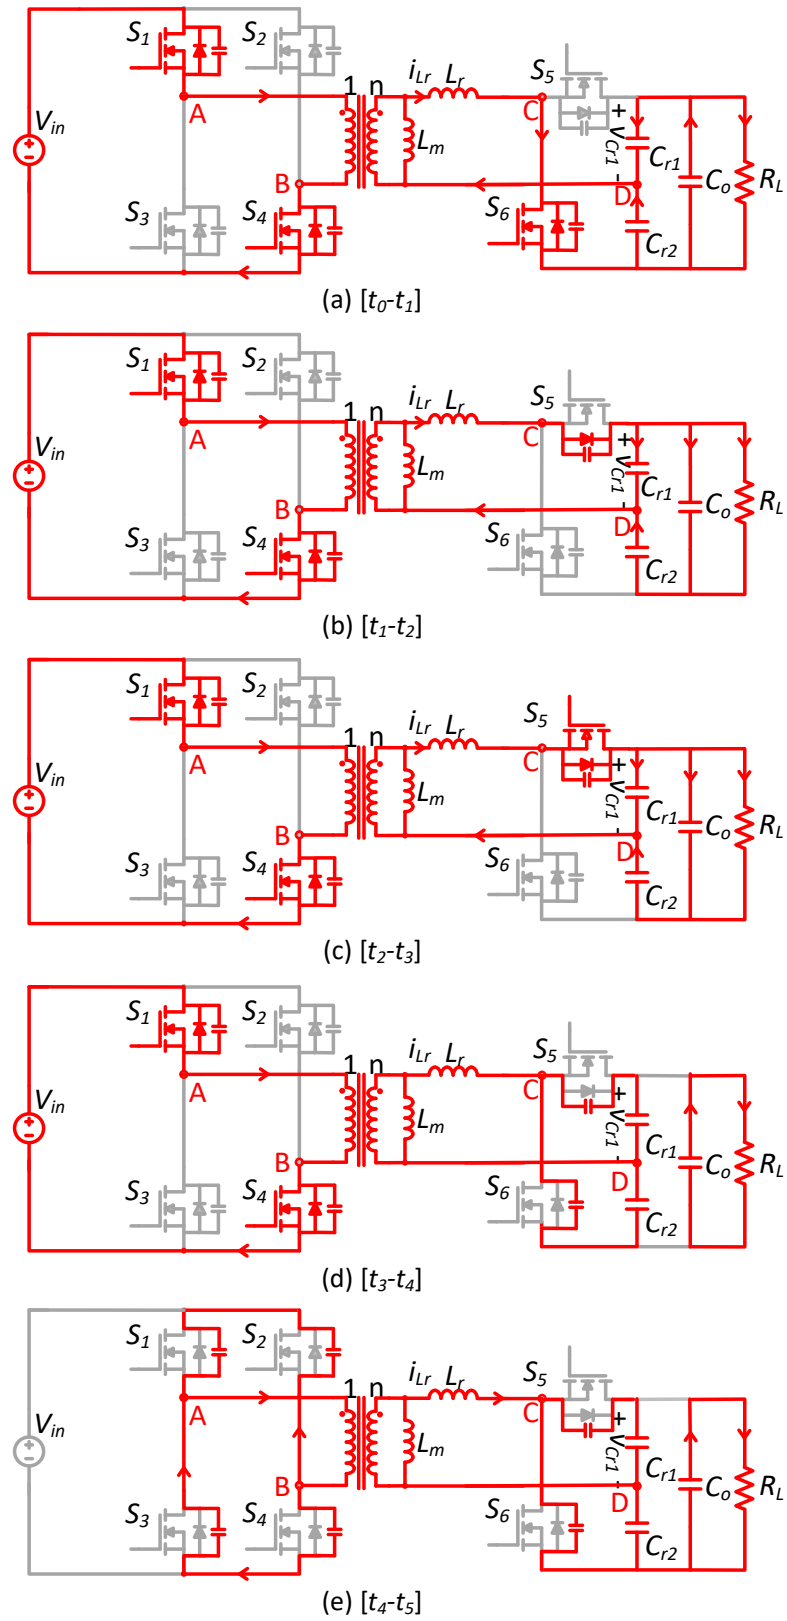 S1 S2 Vin A 1 n iLr Lr C S5 + VCr1 - Cr1 Co RL
B Lm D S3 S4 S6 Cr2
(a) [t0-t1]
S1 S2 Vin A 1 n iLr Lr C S5 + VCr1 - Cr1 Co RL
B Lm D S3 S4 S6 Cr2
(b) [t1-t2]
S1 S2 Vin A 1 n iLr Lr C S5 + VCr1 - Cr1 Co RL
B Lm D S3 S4 S6 Cr2
(c) [t2-t3]
S1 S2 Vin A 1 n iLr Lr C S5 + VCr1 - Cr1 Co RL
B Lm D S3 S4 S6 Cr2
(d) [t3-t4]
S1 S2 Vin A 1 n iLr Lr C S5 + VCr1 - Cr1 Co RL
B Lm D S3 S4 S6 Cr2
(e) [t4-t5]